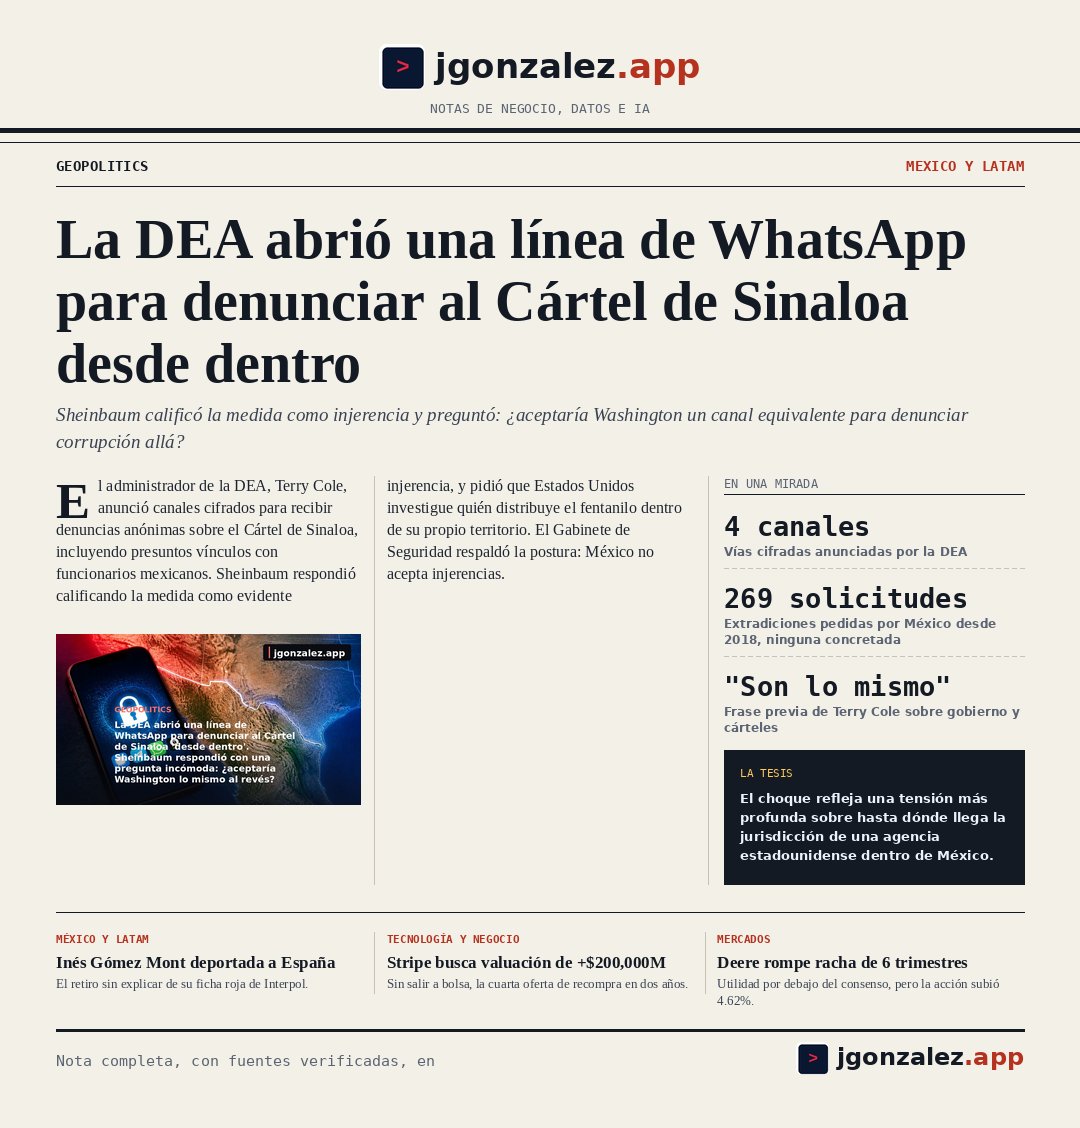 > jgonzalez.app
NOTAS DE NEGOCIO, DATOS E IA
GEOPOLITICS
MEXICO Y LATAM
La DEA abrió una línea de WhatsApp
para denunciar al Cártel de Sinaloa
desde dentro
Sheinbaum calificó la medida como injerencia y preguntó: ¿aceptaría Washington un canal equivalente para denunciar
corrupción allá?
El administrador de la DEA, Terry Cole,
anunció canales cifrados para recibir
denuncias anónimas sobre el Cártel de Sinaloa,
incluyendo presuntos vínculos con
funcionarios mexicanos. Sheinbaum respondió
calificando la medida como evidente
injerencia, y pidió que Estados Unidos
investigue quién distribuye el fentanilo dentro
de su propio territorio. El Gabinete de
Seguridad respaldó la postura: México no
acepta injerencias.
jgonzalez.app
GEOPOLITICS
La DEA abrió una línea de
WhatsApp para denunciar al Cártel
de Sinaloa 'desde dentro'.
Sheinbaum respondió con una
pregunta incómoda: ¿aceptaría
Washington lo mismo al revés?
EN UNA MIRADA
4 canales
Vías cifradas anunciadas por la DEA
269 solicitudes
Extradiciones pedidas por México desde
2018, ninguna concretada
"Son lo mismo"
Frase previa de Terry Cole sobre gobierno y
cárteles
LA TESIS
El choque refleja una tensión más
profunda sobre hasta dónde llega la
jurisdicción de una agencia
estadounidense dentro de México.
MÉXICO Y LATAM
Inés Gómez Mont deportada a España
El retiro sin explicar de su ficha roja de Interpol.
TECNOLOGÍA Y NEGOCIO
Stripe busca valuación de +$200,000M
Sin salir a bolsa, la cuarta oferta de recompra en dos años.
MERCADOS
Deere rompe racha de 6 trimestres
Utilidad por debajo del consenso, pero la acción subió
4.62%.
Nota completa, con fuentes verificadas, en
> jgonzalez.app